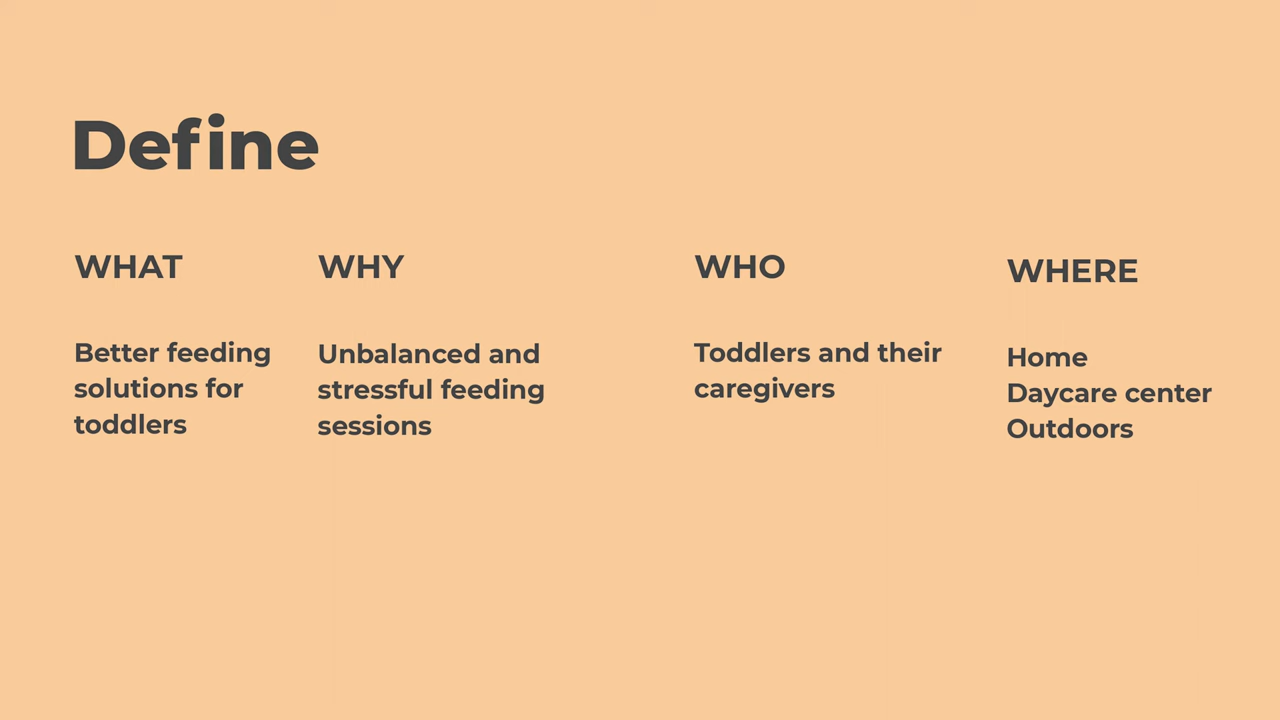 Define
WHAT
Better feeding
solutions for
toddlers
WHY
Unbalanced and
stressful feeding
sessions
WHO
Toddlers and their
caregivers
WHERE
Home
Daycare center
Outdoors